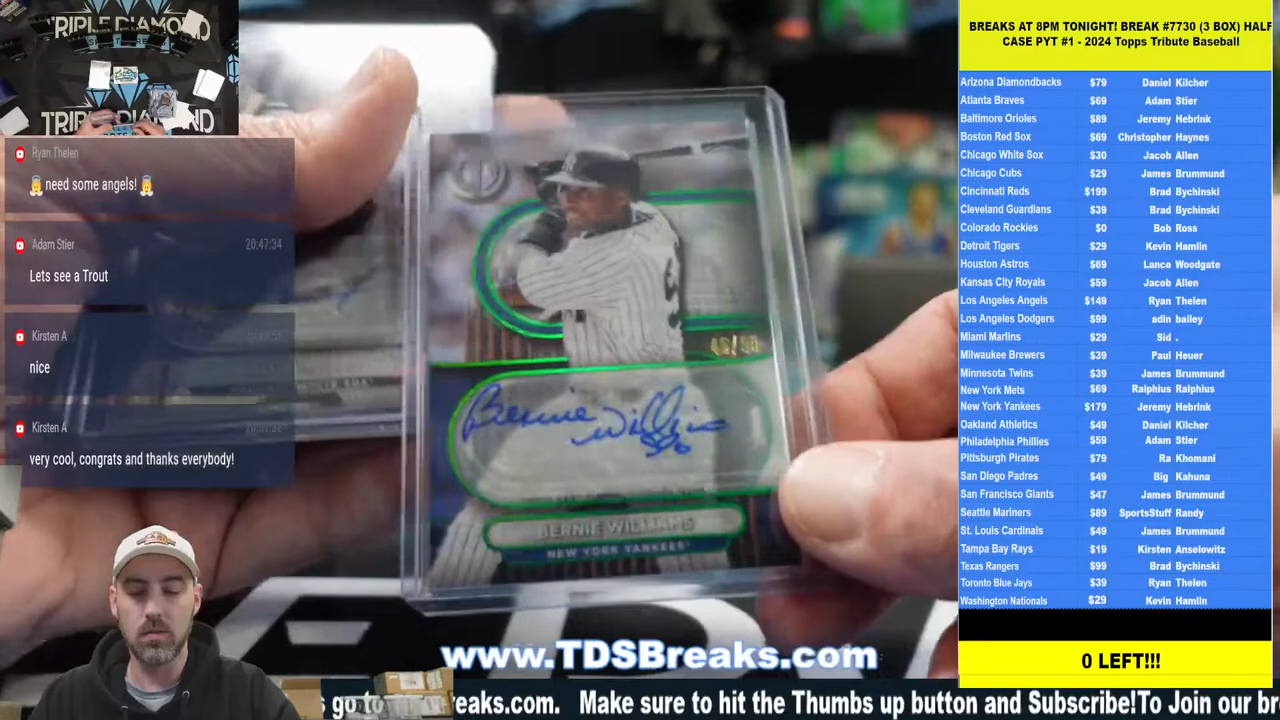 TRIPLE DIAMOND
TRIPLE DIAMOND
Ryan Thelen
need some angels!
Adam Stier 20:47:34
Lets see a Trout
Kirsten A
nice
Kirsten A
very cool, congrats and thanks everybody!
Bernie Williams
BERNIE WILLIAMS
NEW YORK YANKEES
www.TDSBreaks.com
s go to eaks.com. Make sure to hit the Thumbs up button and Subscribe!To Join our br
BREAKS AT 8PM TONIGHT! BREAK #7730 (3 BOX) HALF
CASE PYT #1 - 2024 Topps Tribute Baseball
Arizona Diamondbacks $79 Daniel Kilcher
Atlanta Braves $69 Adam Stier
Baltimore Orioles $89 Jeremy Hebrink
Boston Red Sox $69 Christopher Haynes
Chicago White Sox $30 Jacob Allen
Chicago Cubs $29 James Brummund
Cincinnati Reds $199 Brad Bychinski
Cleveland Guardians $39 Brad Bychinski
Colorado Rockies $0 Bob Ross
Detroit Tigers $29 Kevin Hamlin
Houston Astros $69 Lance Woodgate
Kansas City Royals $59 Jacob Allen
Los Angeles Angels $149 Ryan Thelen
Los Angeles Dodgers $99 adin bailey
Miami Marlins $29 Sid .
Milwaukee Brewers $39 Paul Heuer
Minnesota Twins $39 James Brummund
New York Mets $69 Ralphius Ralphius
New York Yankees $179 Jeremy Hebrink
Oakland Athletics $49 Daniel Kilcher
Philadelphia Phillies $59 Adam Stier
Pittsburgh Pirates $79 Ra Khomani
San Diego Padres $49 Big Kahuna
San Francisco Giants $47 James Brummund
Seattle Mariners $89 SportsStuff Randy
St. Louis Cardinals $49 James Brummund
Tampa Bay Rays $19 Kirsten Anselowitz
Texas Rangers $99 Brad Bychinski
Toronto Blue Jays $39 Ryan Thelen
Washington Nationals $29 Kevin Hamlin
0 LEFT!!!